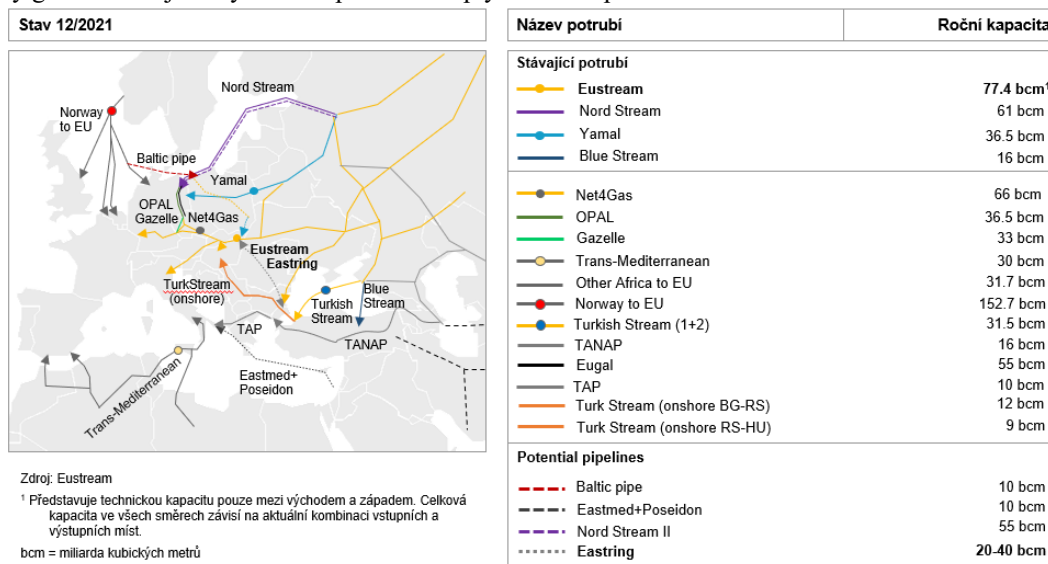 Stav 12/2021
Nord Stream
Norway
to EU
Baltic pipe
Yamal
OPAL
Gazelle
Net4Gas
Eustream
Eastring
TurkStream
(onshore)
Turkish
Stream
Blue
Stream
TAP
TANAP
Eastmed+
Poseidon
Trans-Mediterranean
Zdroj: Eustream
¹ Představuje technickou kapacitu pouze mezi východem a západem. Celková
kapacita ve všech směrech závisí na aktuální kombinaci vstupních a
výstupních míst.
bcm = miliarda kubických metrů
Název potrubí Roční kapacita
Stávající potrubí
Eustream 77.4 bcm¹
Nord Stream 61 bcm
Yamal 36.5 bcm
Blue Stream 16 bcm
Net4Gas 66 bcm
OPAL 36.5 bcm
Gazelle 33 bcm
Trans-Mediterranean 30 bcm
Other Africa to EU 31.7 bcm
Norway to EU 152.7 bcm
Turkish Stream (1+2) 31.5 bcm
TANAP 16 bcm
Eugal 55 bcm
TAP 10 bcm
Turk Stream (onshore BG-RS) 12 bcm
Turk Stream (onshore RS-HU) 9 bcm
Potential pipelines
Baltic pipe 10 bcm
Eastmed+Poseidon 10 bcm
Nord Stream II 55 bcm
Eastring 20-40 bcm